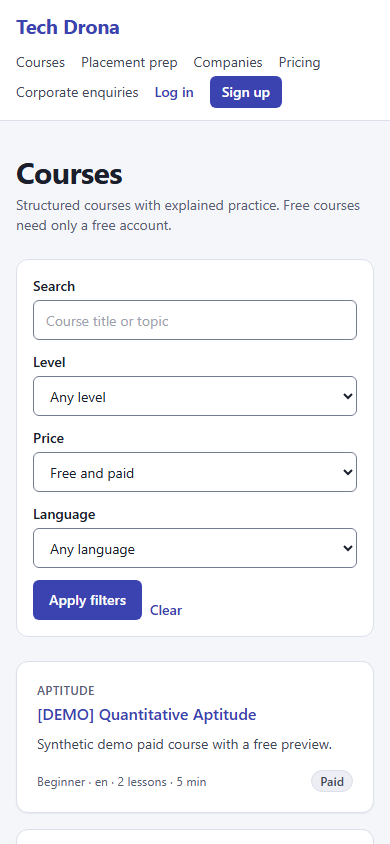 Tech Drona
Courses Placement prep Companies Pricing
Corporate enquiries Log in Sign up
Courses
Structured courses with explained practice. Free courses
need only a free account.
Search
Course title or topic
Level
Any level
Price
Free and paid
Language
Any language
Apply filters Clear
APTITUDE
[DEMO] Quantitative Aptitude
Synthetic demo paid course with a free preview.
Beginner · en · 2 lessons · 5 min Paid